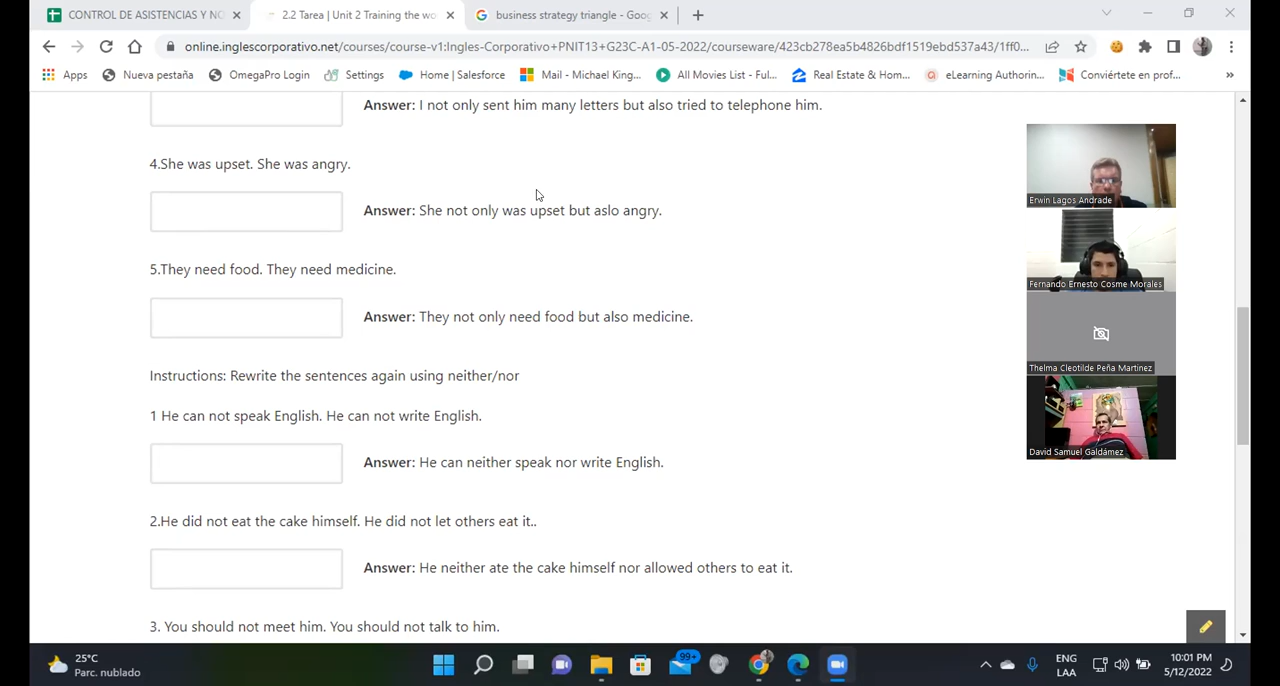 CONTROL DE ASISTENCIAS Y NO
2.2 Tarea | Unit 2 Training the wo
business strategy triangle - Goo
online.inglescorporativo.net/courses/course-v1:Ingles-Corporativo+PNIT13+G23C-A1-05-2022/courseware/423cb278ea5b4826bdf1519ebd537a43/1ff0...
Apps Nueva pestaña OmegaPro Login Settings Home | Salesforce Mail - Michael King... All Movies List - Ful... Real Estate & Hom... eLearning Authorin... Conviértete en prof... »
Answer: I not only sent him many letters but also tried to telephone him.
4.She was upset. She was angry.
Answer: She not only was upset but aslo angry.
5.They need food. They need medicine.
Answer: They not only need food but also medicine.
Instructions: Rewrite the sentences again using neither/nor
1 He can not speak English. He can not write English.
Answer: He can neither speak nor write English.
2.He did not eat the cake himself. He did not let others eat it..
Answer: He neither ate the cake himself nor allowed others to eat it.
3. You should not meet him. You should not talk to him.
Erwin Lagos Andrade
Fernando Ernesto Cosme Morales
Thelma Cleotilde Peña Martinez
David Samuel Galdámez
25°C
Parc. nublado
99+
ENG
LAA
10:01 PM
5/12/2022